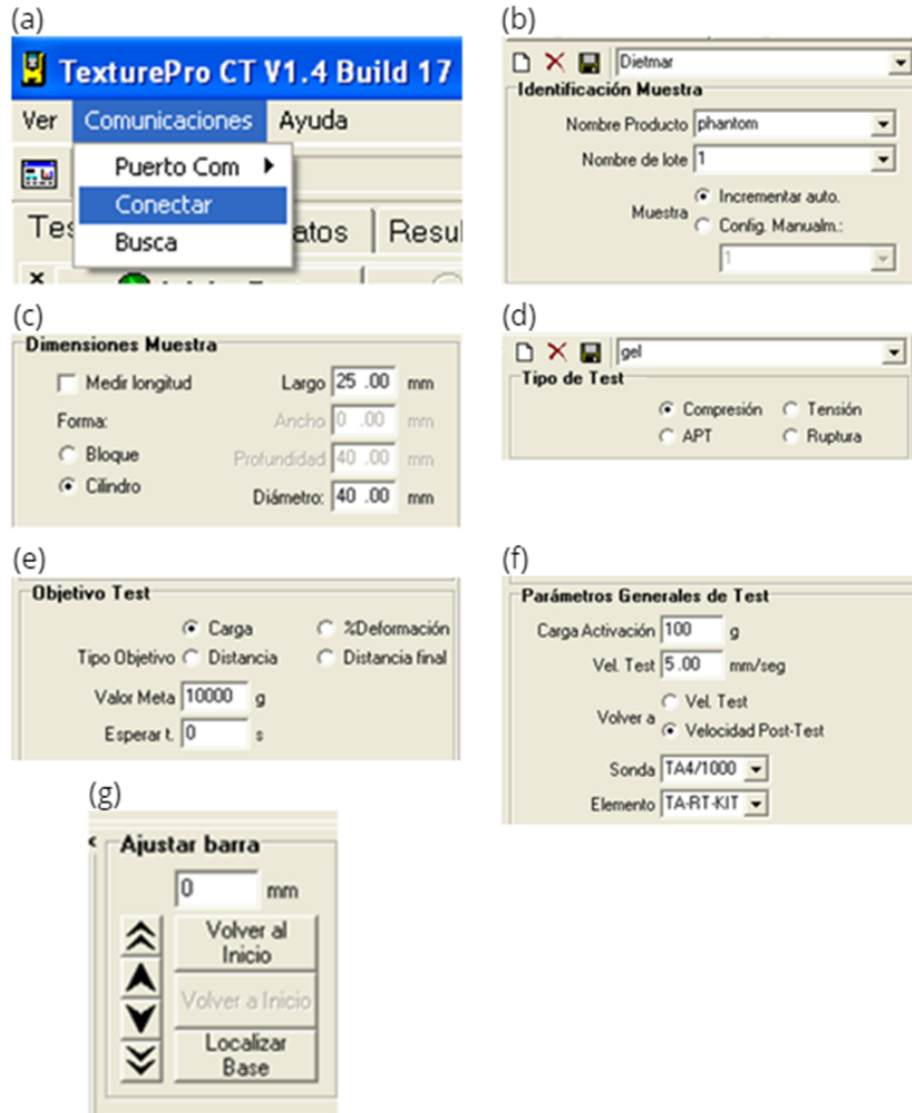 (a)
TexturePro CT V1.4 Build 17
Ver Comunicaciones Ayuda
Puerto Com
Conectar
Busca
atos Resul
(b)
Dietmar
Identificación Muestra
Nombre Producto phantom
Nombre de lote 1
Muestra
Incrementar auto.
Config. Manualm.:
1
(c)
Dimensiones Muestra
Medir longitud Largo 25 .00 mm
Forma: Ancho 0 .00 mm
Bloque Profundidad 40 .00 mm
Cilindro Diámetro: 40 .00 mm
(d)
gel
Tipo de Test
Compresión Tensión
APT Ruptura
(e)
Objetivo Test
Carga %Deformación
Tipo Objetivo Distancia Distancia final
Valor Meta 10000 g
Esperar t. 0 s
(f)
Parámetros Generales de Test
Carga Activación 100 g
Vel. Test 5.00 mm/seg
Volver a
Vel. Test
Velocidad Post-Test
Sonda TA4/1000
Elemento TA-RT-KIT
(g)
Ajustar barra
0 mm
Volver al
Inicio
Volver a Inicio
Localizar
Base